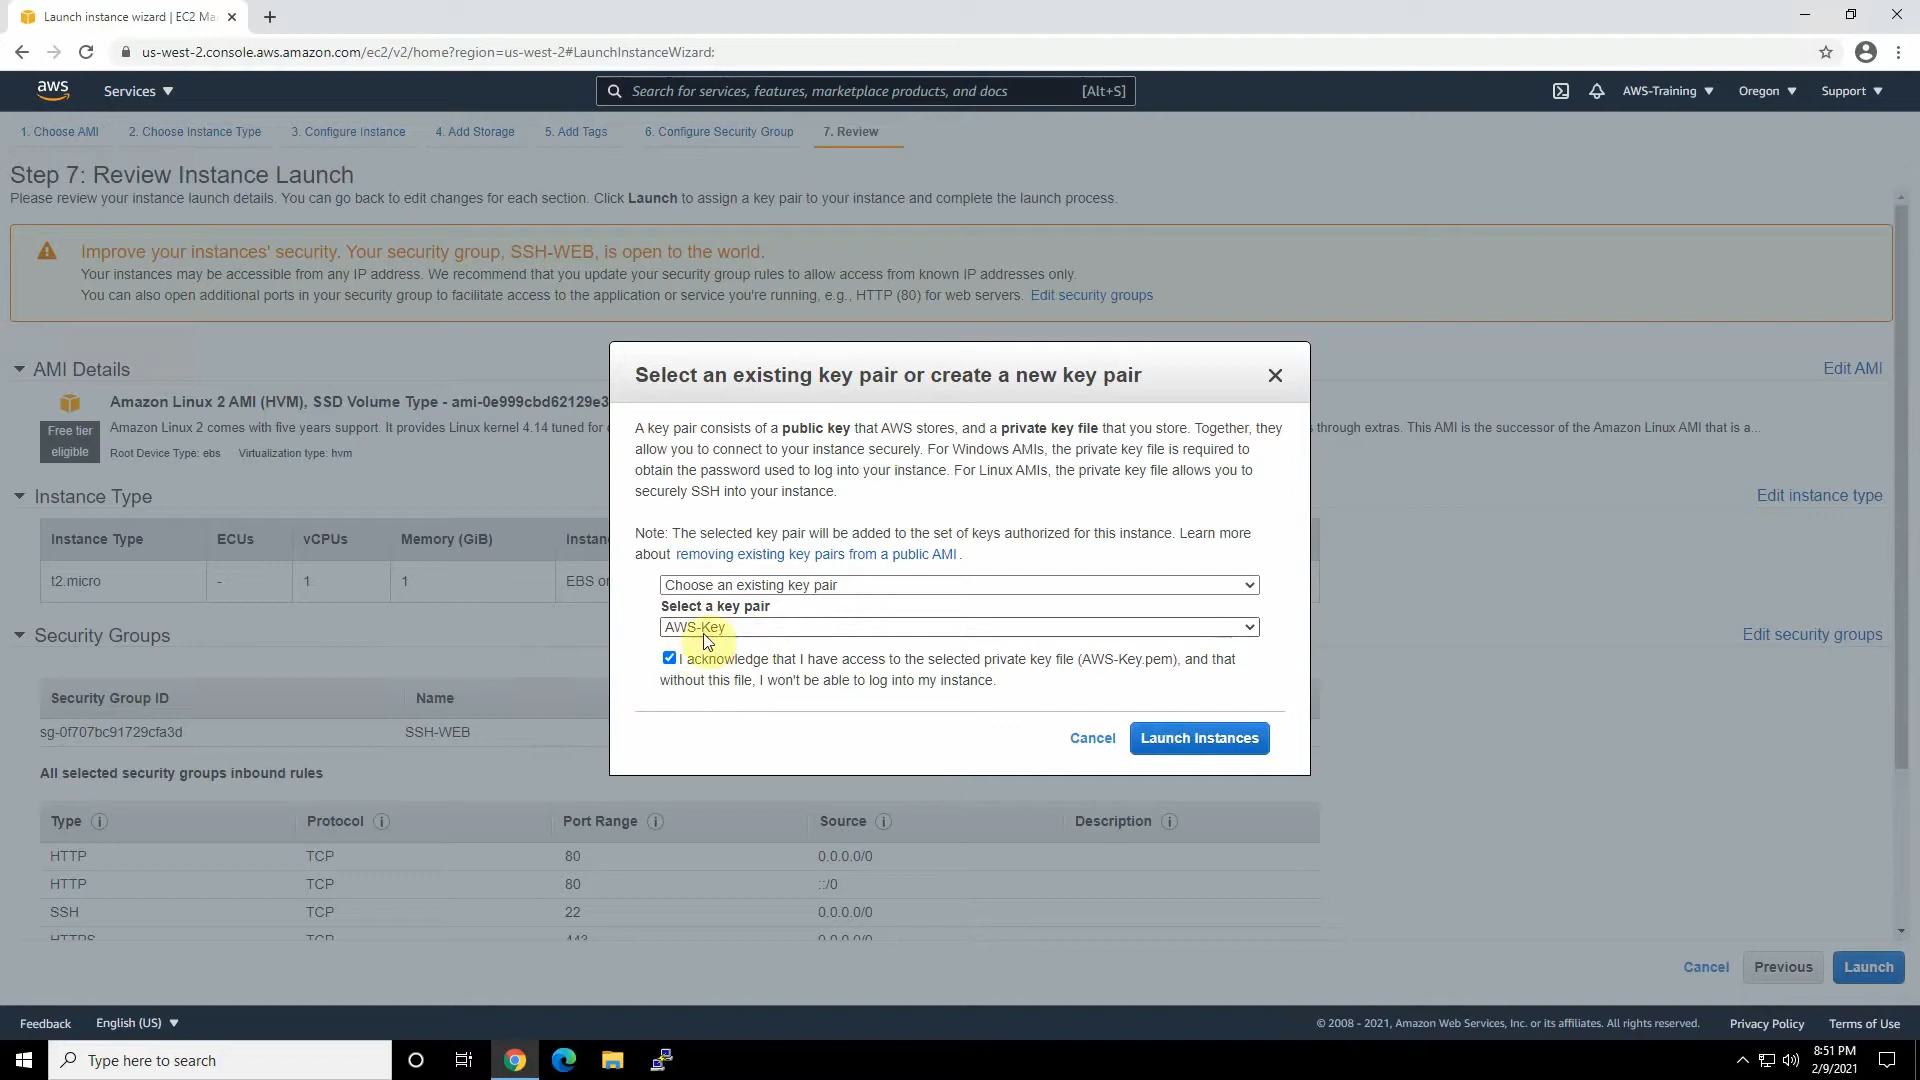 Launch instance wizard | EC2 Ma
us-west-2.console.aws.amazon.com/ec2/v2/home?region=us-west-2#LaunchInstanceWizard:
aws Services Search for services, features, marketplace products, and docs [Alt+S] AWS-Training Oregon Support
1. Choose AMI 2. Choose Instance Type 3. Configure Instance 4. Add Storage 5. Add Tags 6. Configure Security Group 7. Review
Step 7: Review Instance Launch
Please review your instance launch details. You can go back to edit changes for each section. Click Launch to assign a key pair to your instance and complete the launch process.
Improve your instances' security. Your security group, SSH-WEB, is open to the world.
Your instances may be accessible from any IP address. We recommend that you update your security group rules to allow access from known IP addresses only.
You can also open additional ports in your security group to facilitate access to the application or service you're running, e.g., HTTP (80) for web servers. Edit security groups
AMI Details Edit AMI
Amazon Linux 2 AMI (HVM), SSD Volume Type - ami-0e999cbd62129e3
Free tier eligible
Amazon Linux 2 comes with five years support. It provides Linux kernel 4.14 tuned for through extras. This AMI is the successor of the Amazon Linux AMI that is a...
Root Device Type: ebs Virtualization type: hvm
Instance Type Edit instance type
Instance Type ECUs vCPUs Memory (GiB) Instan
t2.micro - 1 1 EBS on
Security Groups Edit security groups
Security Group ID Name
sg-0f707bc91729cfa3d SSH-WEB
All selected security groups inbound rules
Type Protocol Port Range Source Description
HTTP TCP 80 0.0.0.0/0
HTTP TCP 80 ::/0
SSH TCP 22 0.0.0.0/0
HTTPS TCP 443 0.0.0.0/0
Select an existing key pair or create a new key pair
A key pair consists of a public key that AWS stores, and a private key file that you store. Together, they
allow you to connect to your instance securely. For Windows AMIs, the private key file is required to
obtain the password used to log into your instance. For Linux AMIs, the private key file allows you to
securely SSH into your instance.
Note: The selected key pair will be added to the set of keys authorized for this instance. Learn more
about removing existing key pairs from a public AMI.
Choose an existing key pair
Select a key pair
AWS-Key
I acknowledge that I have access to the selected private key file (AWS-Key.pem), and that
without this file, I won't be able to log into my instance.
Cancel Launch Instances
Cancel Previous Launch
Feedback English (US) © 2008 - 2021, Amazon Web Services, Inc. or its affiliates. All rights reserved. Privacy Policy Terms of Use
Type here to search
8:51 PM
2/9/2021